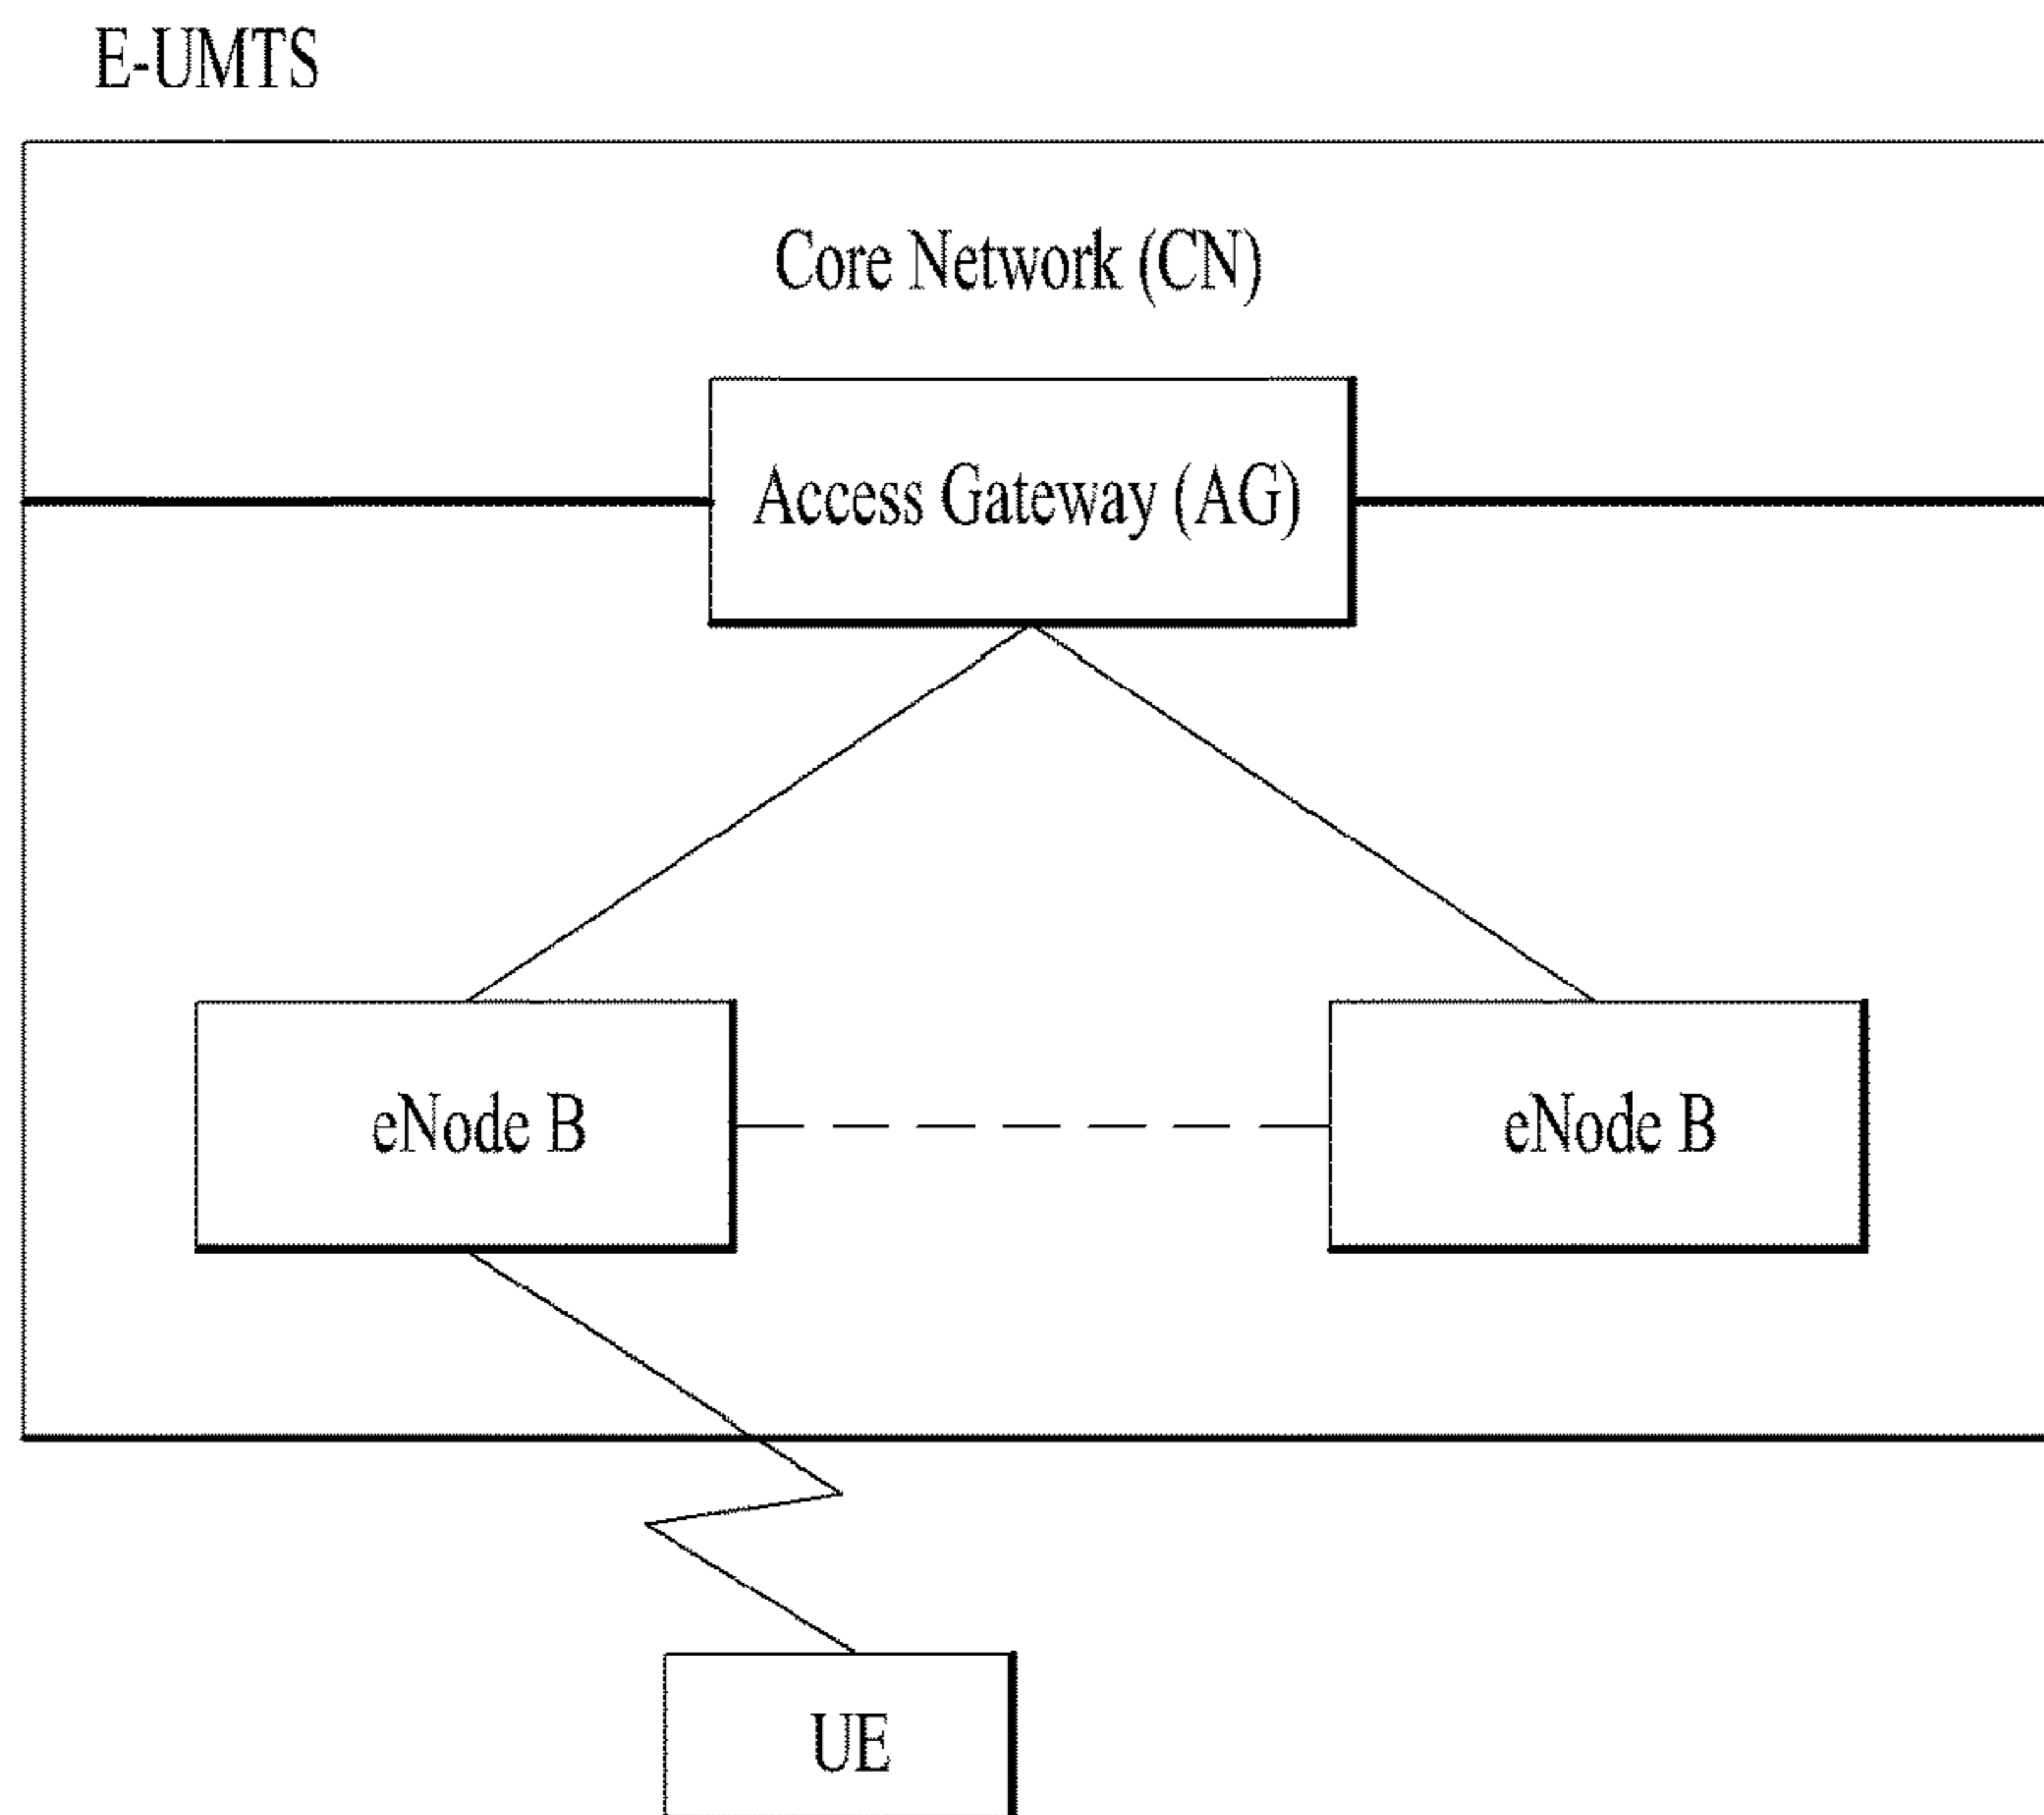 E-UMTS
Core Network (CN)
Access Gateway (AG)
eNode B
eNode B
UE